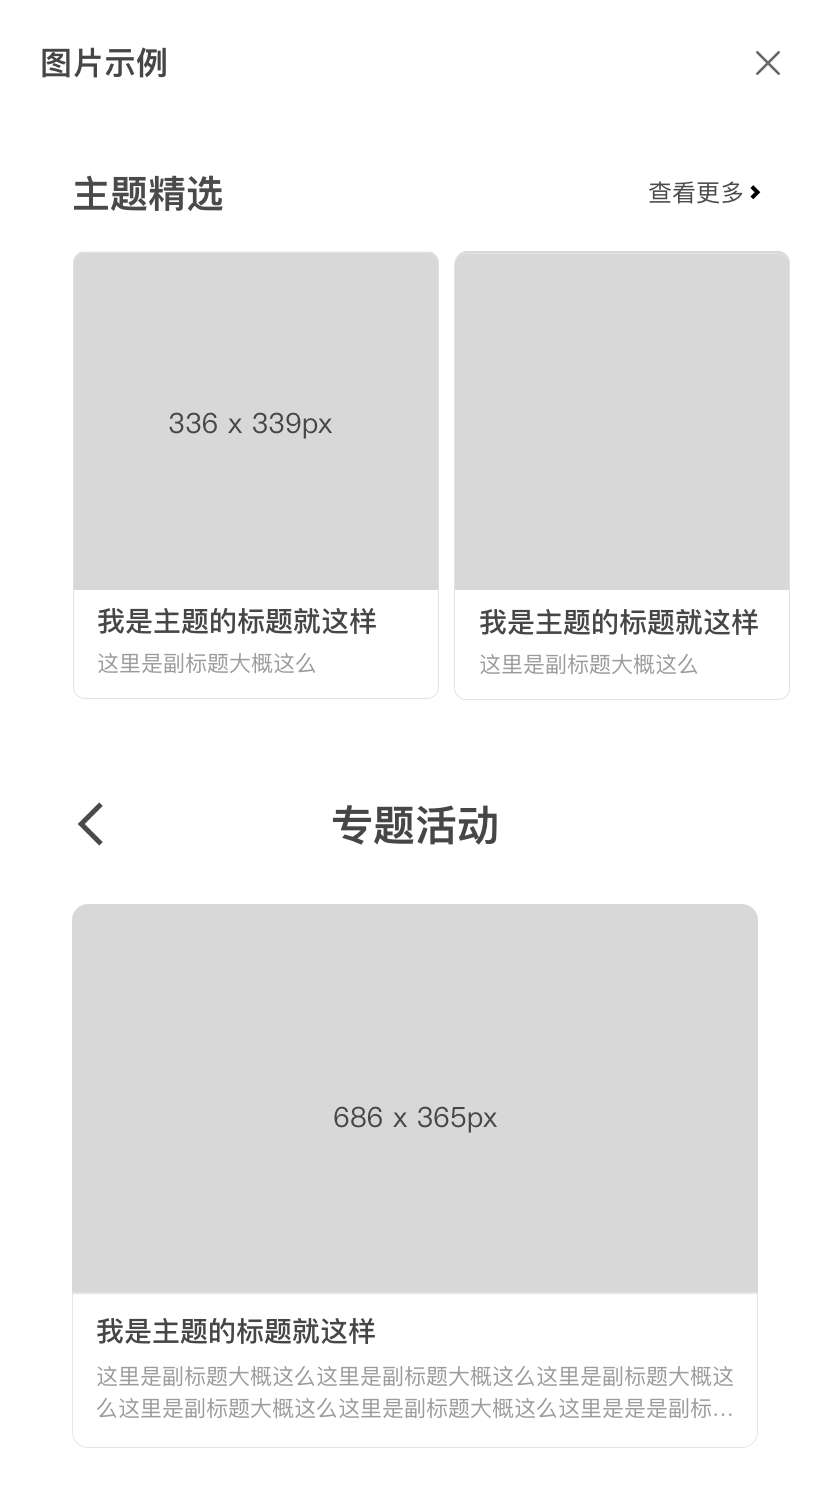 图片示例
主题精选
查看更多
336 x 339px
我是主题的标题就这样
这里是副标题大概这么
我是主题的标题就这样
这里是副标题大概这么
专题活动
686 x 365px
我是主题的标题就这样
这里是副标题大概这么这里是副标题大概这么这里是副标题大概这
么这里是副标题大概这么这里是副标题大概这么这里是是是副标...